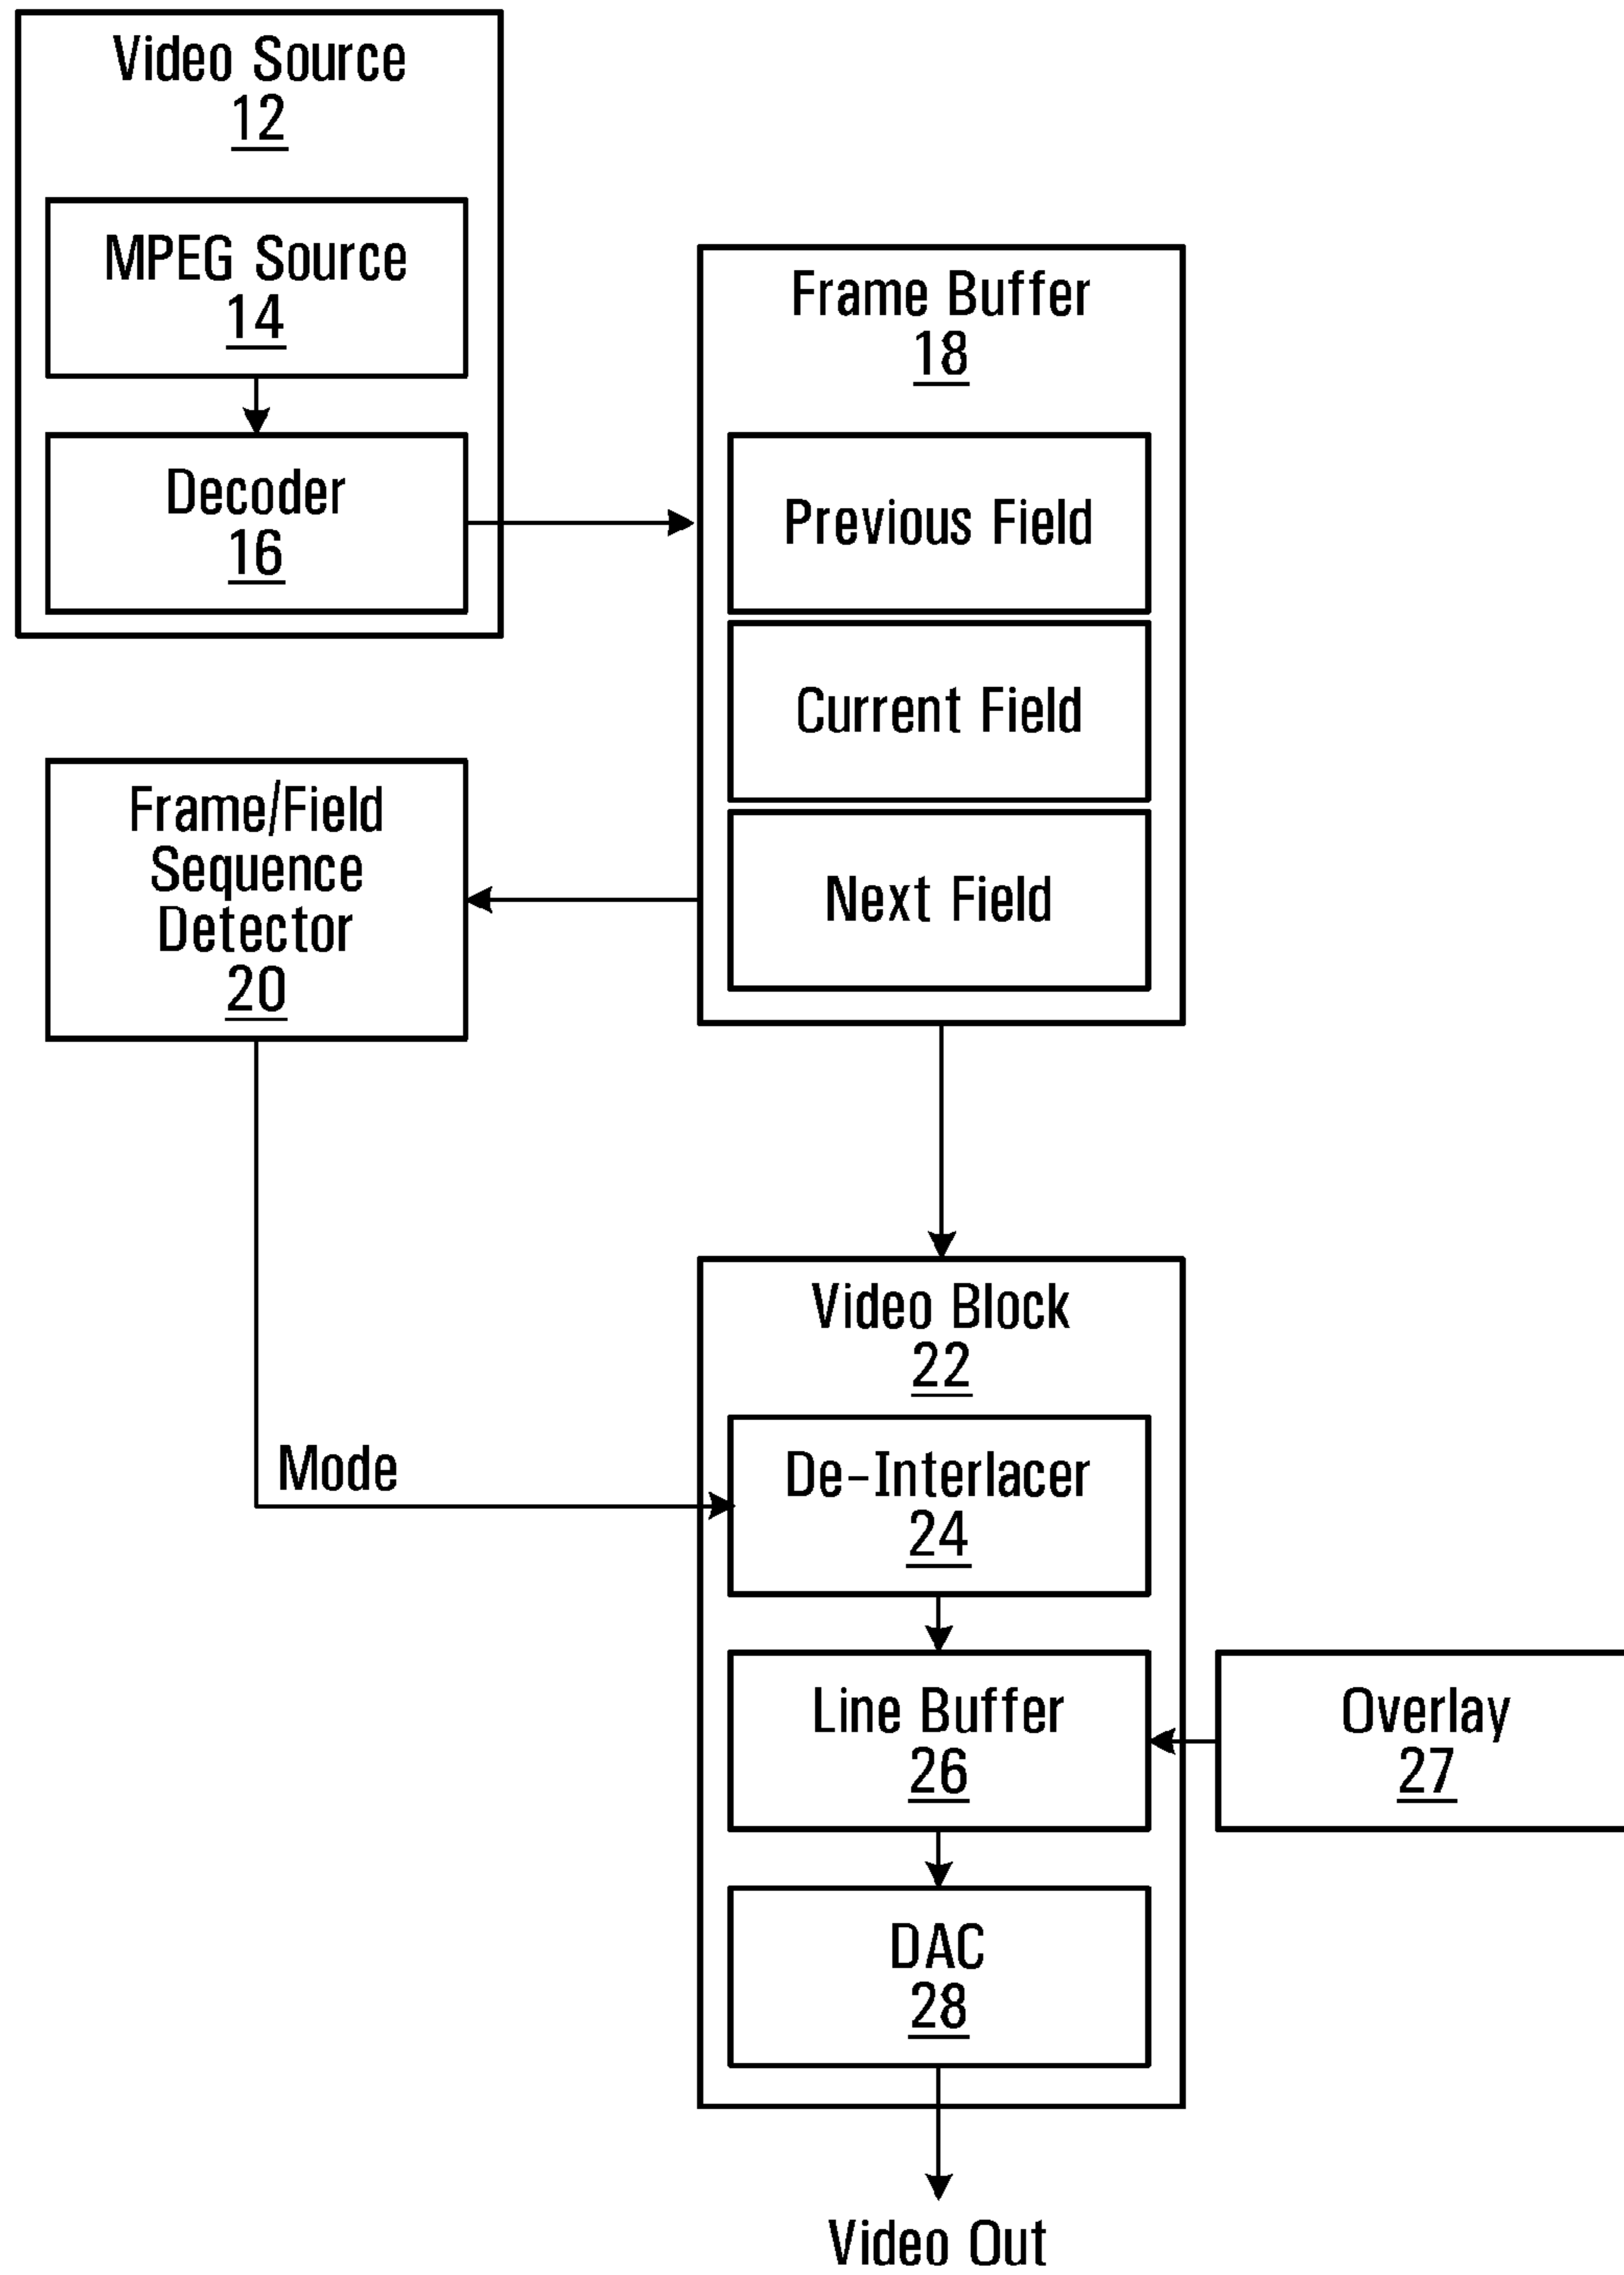 Video Source
12
MPEG Source
14
Decoder
16
Frame Buffer
18
Previous Field
Current Field
Next Field
Frame/Field
Sequence
Detector
20
Mode
Video Block
22
De-Interlacer
24
Line Buffer
26
Overlay
27
DAC
28
Video Out